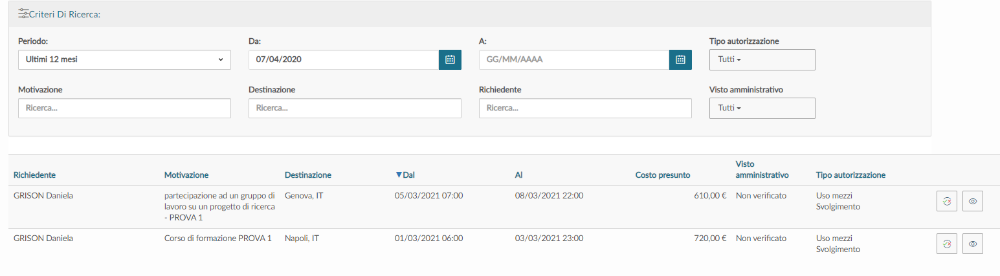 Criteri Di Ricerca:
Periodo: Da: A: Tipo autorizzazione
Ultimi 12 mesi 07/04/2020 GG/MM/AAAA Tutti
Motivazione Destinazione Richiedente Visto amministrativo
Ricerca... Ricerca... Ricerca... Tutti
Visto
Richiedente Motivazione Destinazione Dal Al Costo presunto amministrativo Tipo autorizzazione
GRISON Daniela partecipazione ad un gruppo di Genova, IT 05/03/2021 07:00 08/03/2021 22:00 610,00 € Non verificato Uso mezzi
lavoro su un progetto di ricerca Svolgimento
- PROVA 1
GRISON Daniela Corso di formazione PROVA 1 Napoli, IT 01/03/2021 06:00 03/03/2021 23:00 720,00 € Non verificato Uso mezzi
Svolgimento